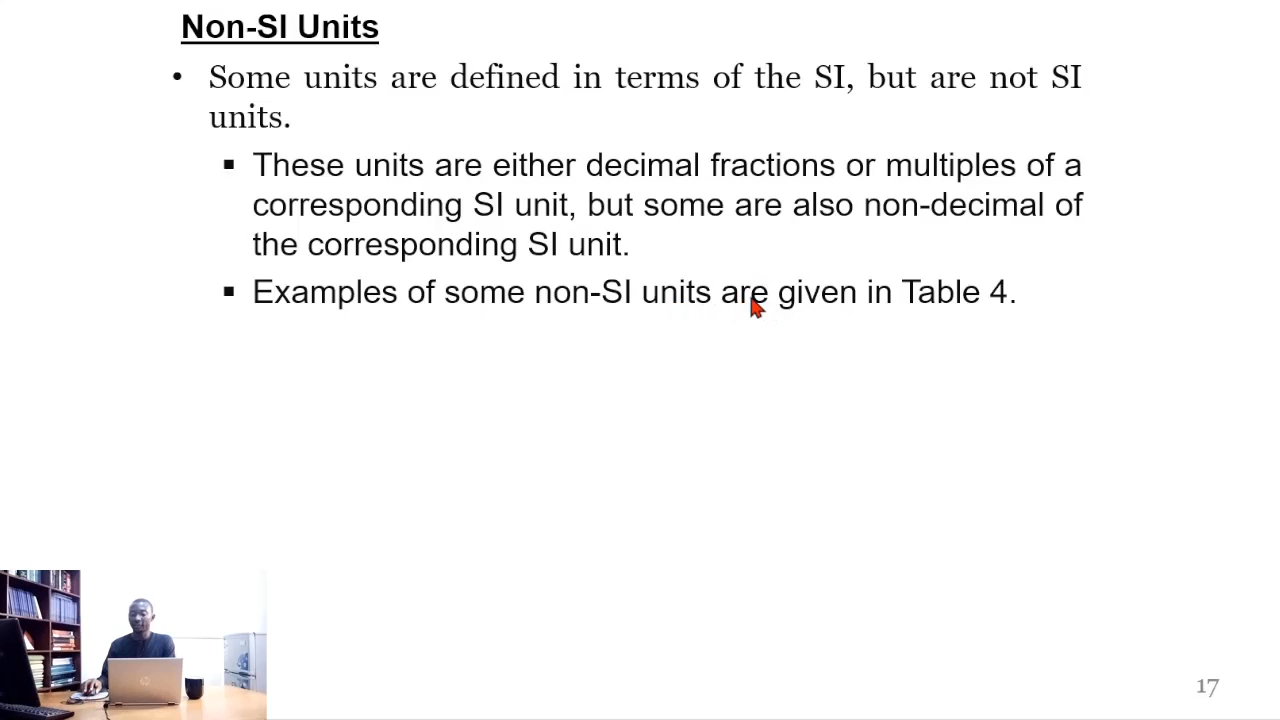 Non-SI Units
• Some units are defined in terms of the SI, but are not SI
units.
▪ These units are either decimal fractions or multiples of a
corresponding SI unit, but some are also non-decimal of
the corresponding SI unit.
▪ Examples of some non-SI units are given in Table 4.
17